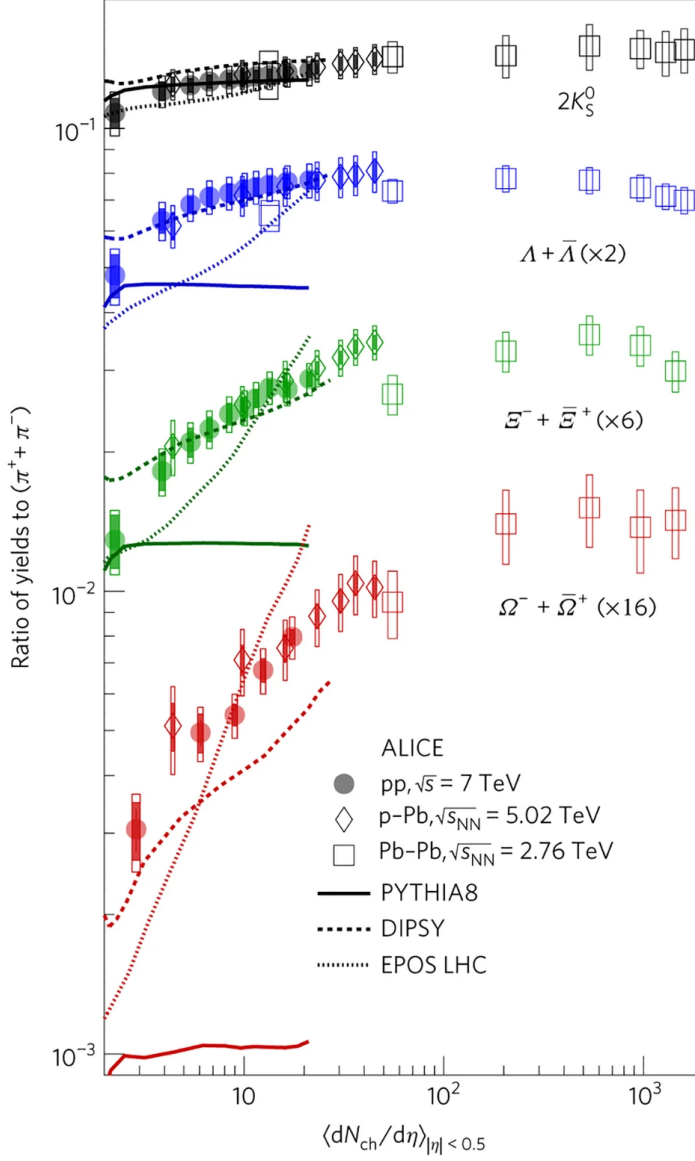 10⁻¹
10⁻²
10⁻³
Ratio of yields to (π⁺ + π⁻)
2K⁰_S
Λ + Λ̅ (×2)
Ξ⁻ + Ξ̅⁺ (×6)
Ω⁻ + Ω̅⁺ (×16)
ALICE
pp, √s = 7 TeV
p–Pb, √s_NN = 5.02 TeV
Pb–Pb, √s_NN = 2.76 TeV
PYTHIA8
DIPSY
EPOS LHC
10 10² 10³
⟨dN_ch/dη⟩_|η| < 0.5